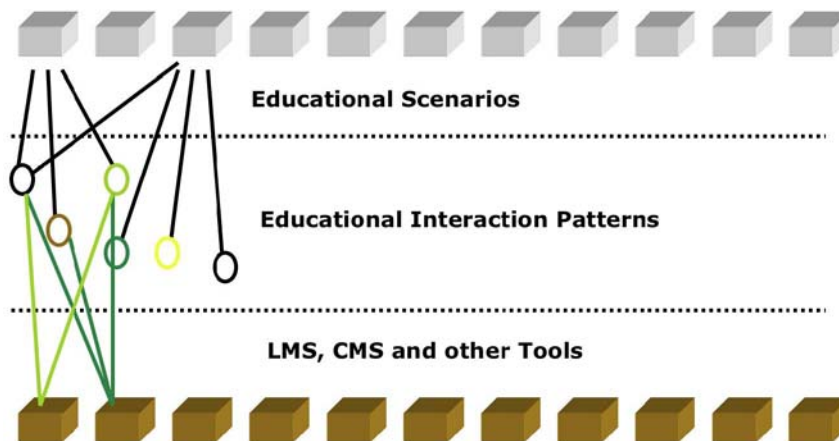 Educational Scenarios
Educational Interaction Patterns
LMS, CMS and other Tools